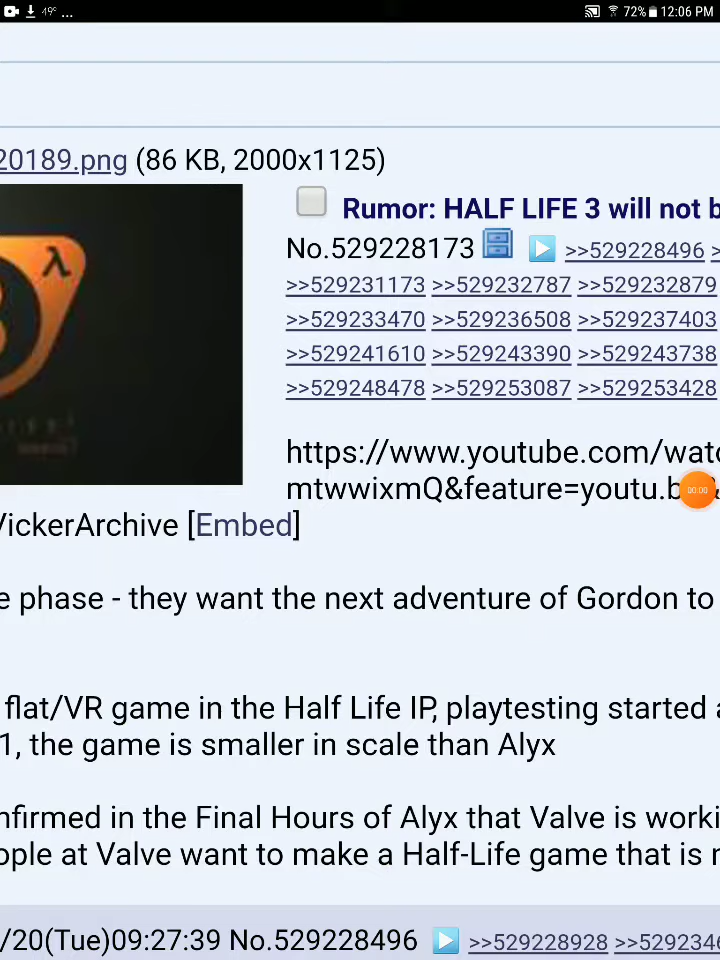 49° ... 72% 12:06 PM
20189.png (86 KB, 2000x1125)
Rumor: HALF LIFE 3 will not b
No.529228173 >>529228496 >
>>529231173 >>529232787 >>529232879
>>529233470 >>529236508 >>529237403
>>529241610 >>529243390 >>529243738
>>529248478 >>529253087 >>529253428
https://www.youtube.com/watc
mtwwixmQ&feature=youtu.b
00:00
VickerArchive [Embed]
e phase - they want the next adventure of Gordon to
flat/VR game in the Half Life IP, playtesting started a
1, the game is smaller in scale than Alyx
nfirmed in the Final Hours of Alyx that Valve is worki
ople at Valve want to make a Half-Life game that is
/20(Tue)09:27:39 No.529228496 >>529228928 >>5292346